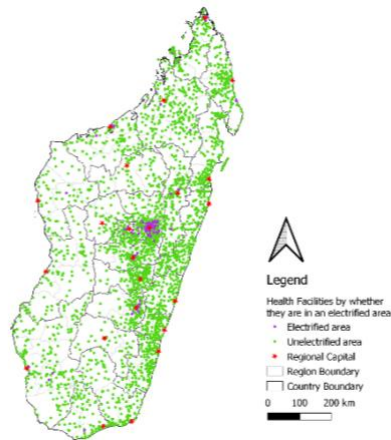 Legend
Health Facilities by whether
they are in an electrified area
Electrified area
Unelectrified area
Regional Capital
Region Boundary
Country Boundary
0 100 200 km